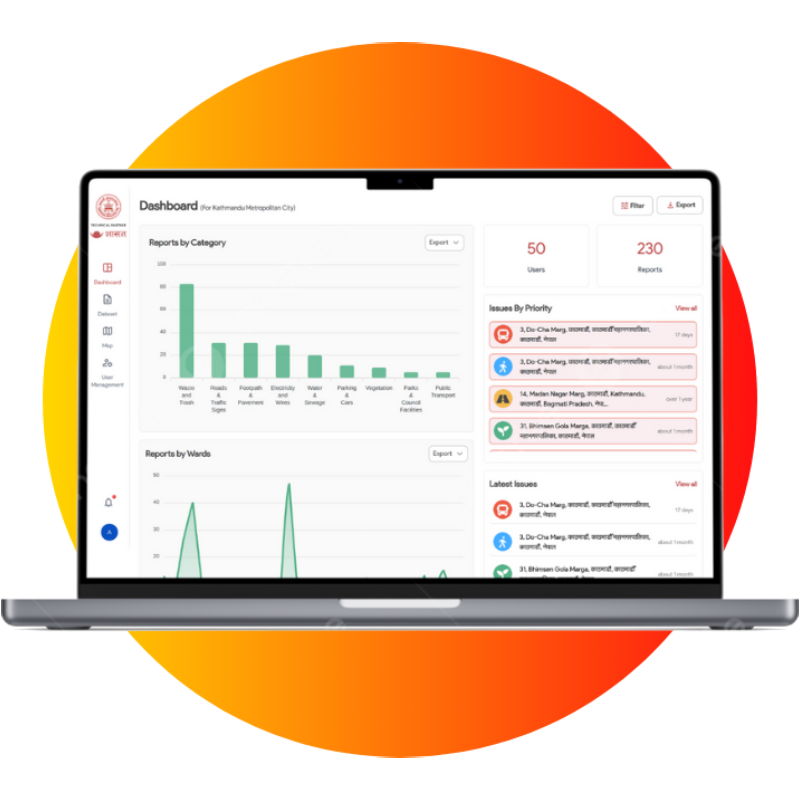 TECHNICAL PARTNER
शासन
Dashboard
Dataset
Map
User
Management
Dashboard (For Kathmandu Metropolitan City)
Filter
Export
Reports by Category
Export
100
80
60
40
20
0
Waste
and
Trash
Roads
&
Traffic
Signs
Footpath
&
Pavement
Electricity
and
Wires
Water
&
Sewage
Parking
&
Cars
Vegetation
Parks
&
Council
Facilities
Public
Transport
50
Users
230
Reports
Issues By Priority
View all
3, Do-Cha Marg, काठमाडौं, काठमाडौँ महानगरपालिका,
काठमाडौं, नेपाल
17 days
3, Do-Cha Marg, काठमाडौं, काठमाडौँ महानगरपालिका,
काठमाडौं, नेपाल
about 1 month
14, Madan Nagar Marg, काठमाडौं, Kathmandu,
काठमाडौं, Bagmati Pradesh, नेपा...
over 1 year
31, Bhimsen Gola Marga, काठमाडौं, काठमाडौँ
महानगरपालिका, काठमाडौं, नेपाल
about 1 month
Reports by Wards
Export
50
40
30
20
Latest Issues
View all
3, Do-Cha Marg, काठमाडौं, काठमाडौँ महानगरपालिका,
काठमाडौं, नेपाल
17 days
3, Do-Cha Marg, काठमाडौं, काठमाडौँ महानगरपालिका,
काठमाडौं, नेपाल
about 1 month
31, Bhimsen Gola Marga, काठमाडौं, काठमाडौँ
about 1 month